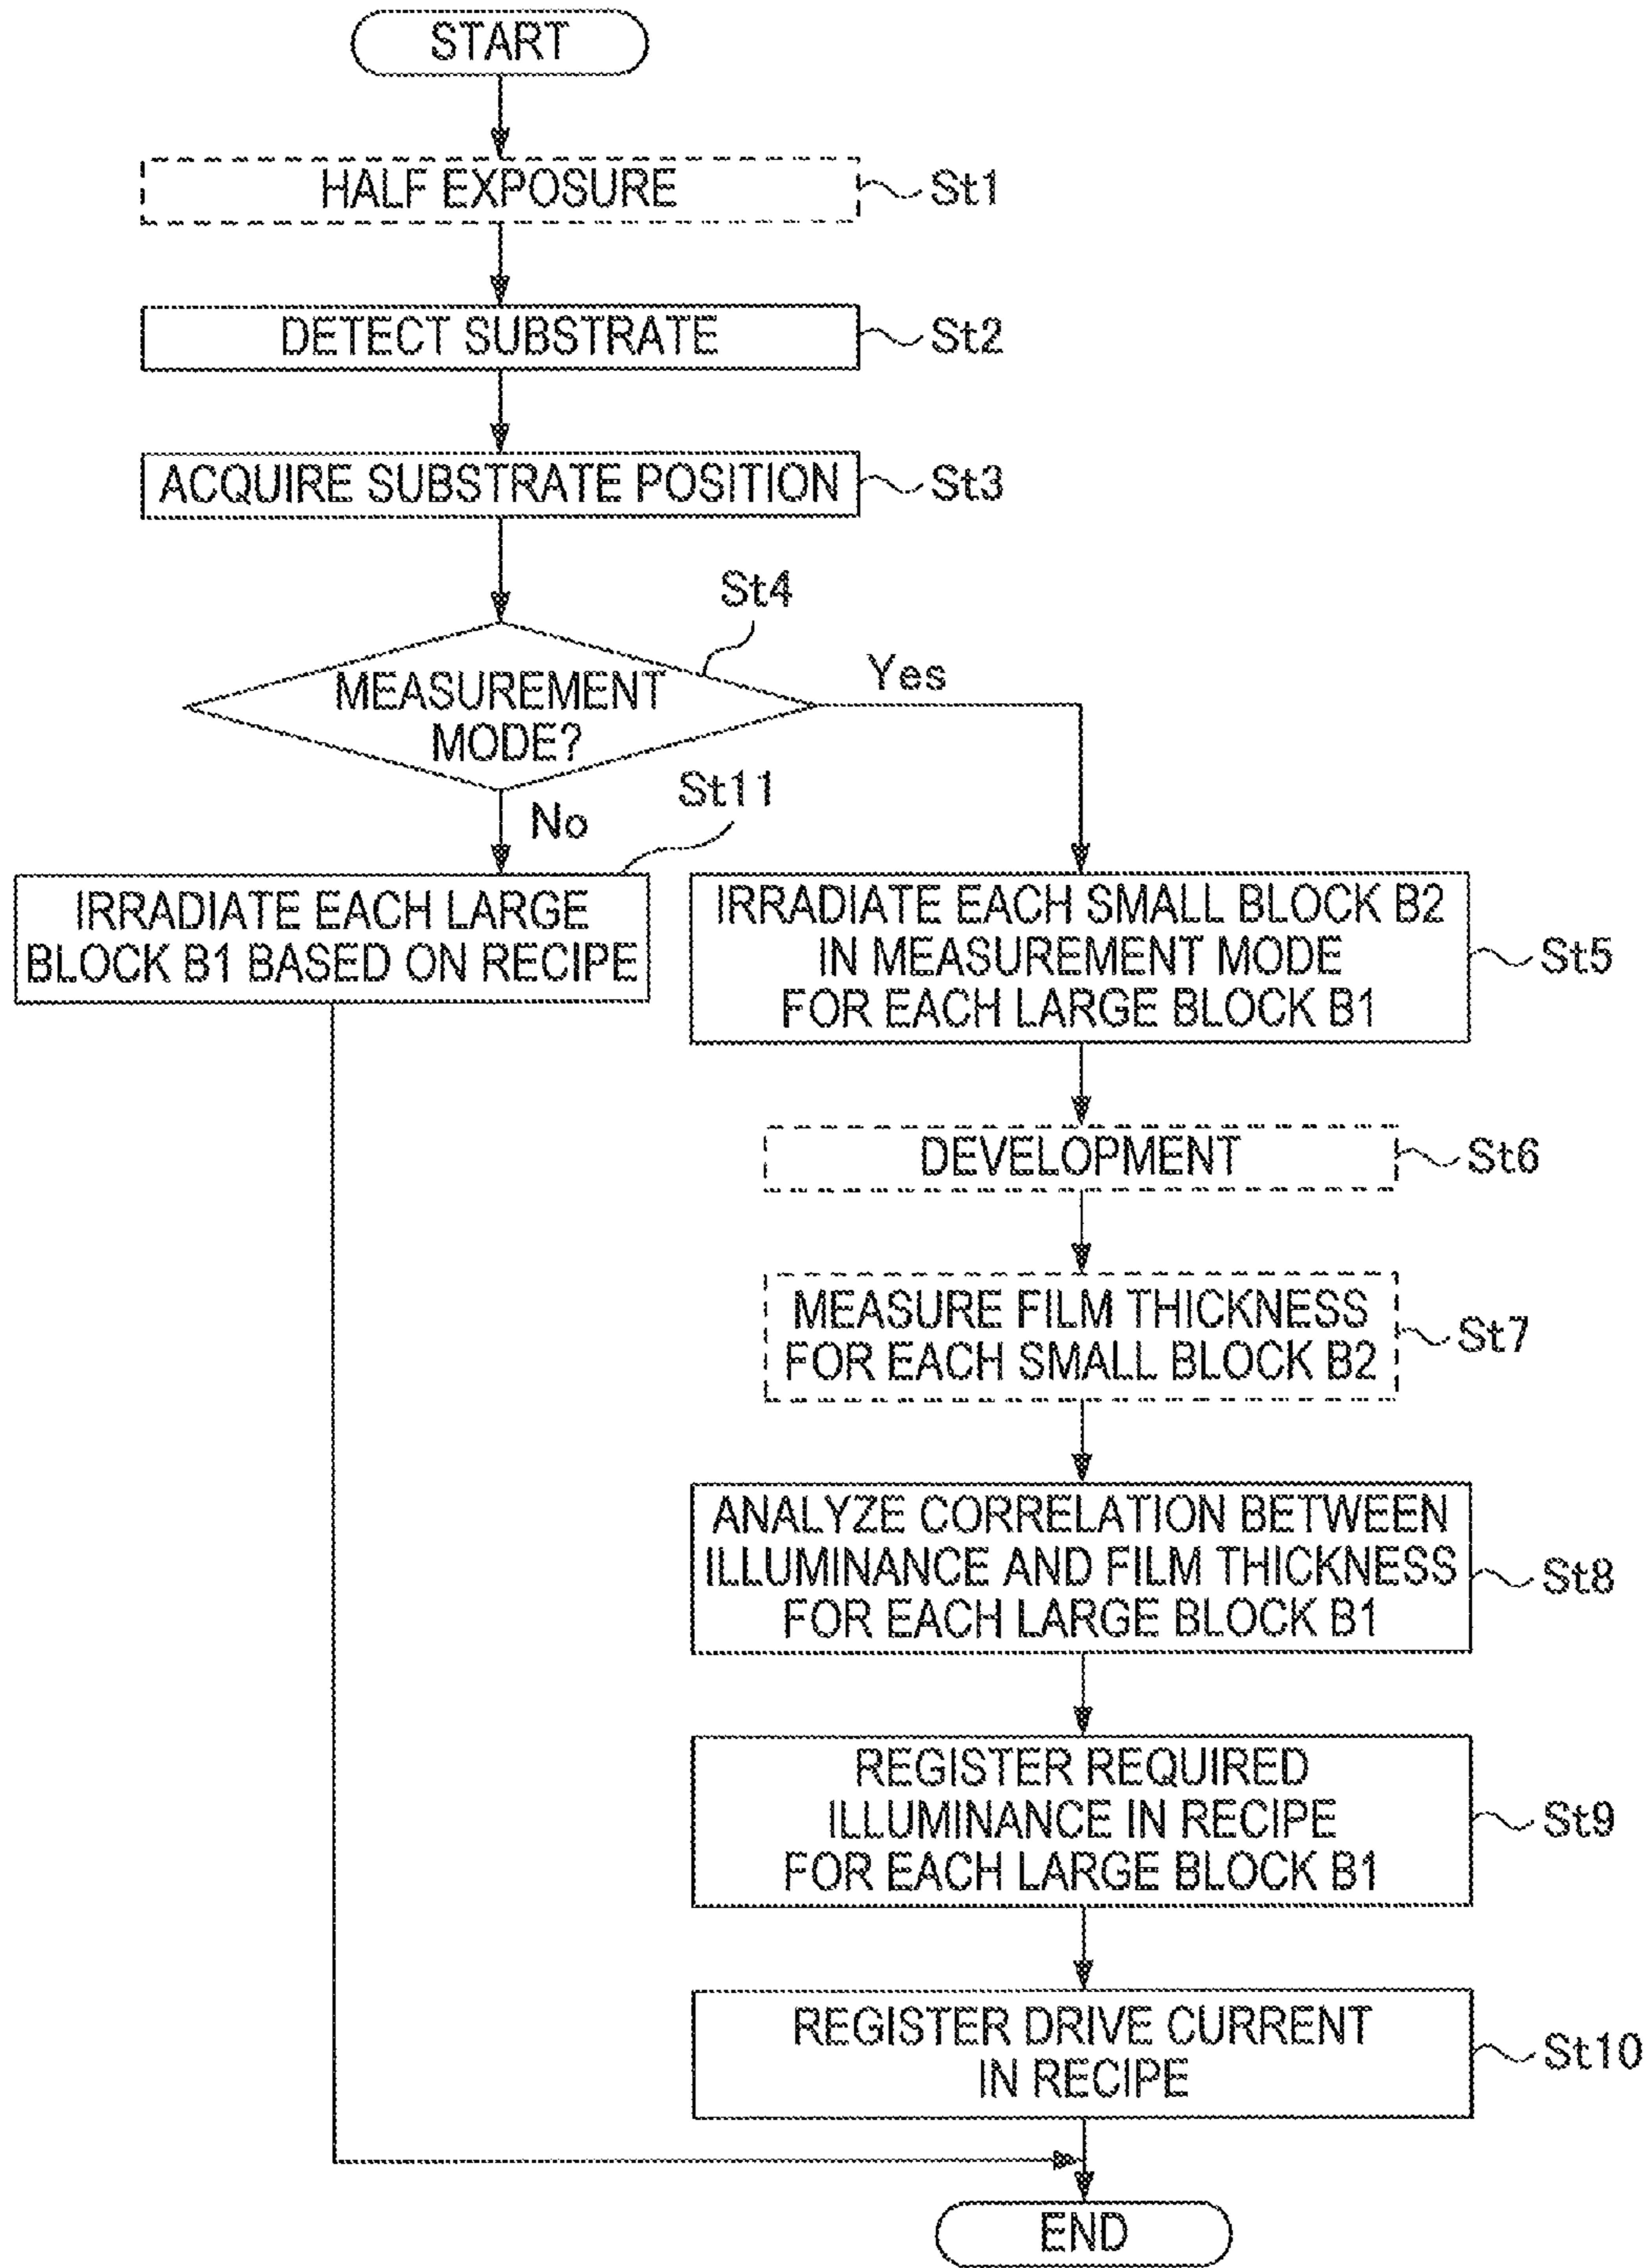 START
HALF EXPOSURE
St1
DETECT SUBSTRATE
St2
ACQUIRE SUBSTRATE POSITION
St3
St4
MEASUREMENT
MODE?
Yes
No
St11
IRRADIATE EACH LARGE
BLOCK B1 BASED ON RECIPE
IRRADIATE EACH SMALL BLOCK B2
IN MEASUREMENT MODE
FOR EACH LARGE BLOCK B1
St5
DEVELOPMENT
St6
MEASURE FILM THICKNESS
FOR EACH SMALL BLOCK B2
St7
ANALYZE CORRELATION BETWEEN
ILLUMINANCE AND FILM THICKNESS
FOR EACH LARGE BLOCK B1
St8
REGISTER REQUIRED
ILLUMINANCE IN RECIPE
FOR EACH LARGE BLOCK B1
St9
REGISTER DRIVE CURRENT
IN RECIPE
St10
END